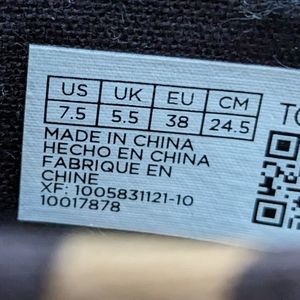 US UK EU CM
7.5 5.5 38 24.5
MADE IN CHINA
HECHO EN CHINA
FABRIQUE EN
CHINE
XF: 1005831121-10
10017878